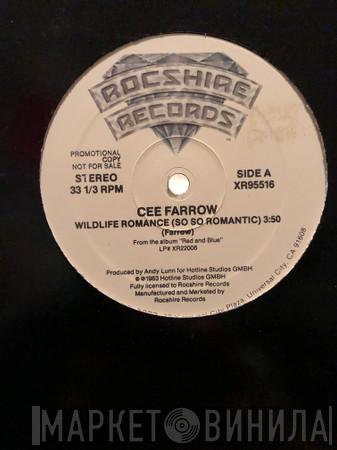 ROCSHIRE
RECORDS
PROMOTIONAL
COPY
NOT FOR SALE
STEREO
33 1/3 RPM
SIDE A
XR95516
CEE FARROW
WILDLIFE ROMANCE (SO SO ROMANTIC) 3:50
(Farrow)
From the album "Red and Blue"
LP# XR22006
Produced by Andy Lunn for Hotline Studios GMBH
℗©1983 Hotline Studios GMBH
Fully licensed to Rocshire Records
Manufactured and Marketed by
Rocshire Records
City Plaza, Universal City, CA 91608
МАРКЕТ ВИНИЛА